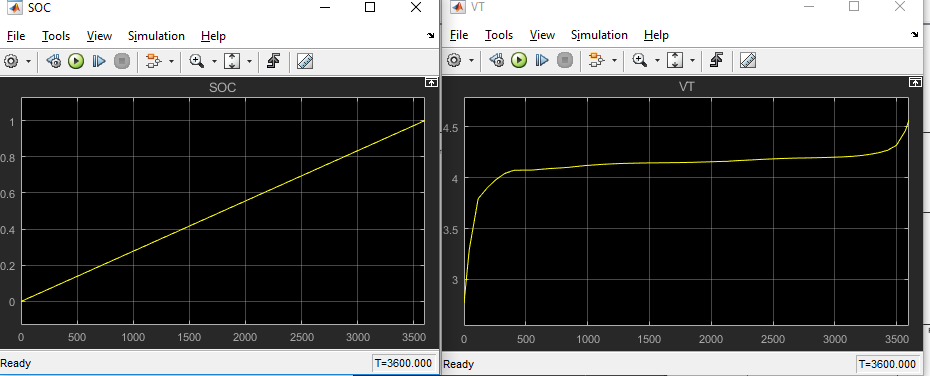 SOC
File Tools View Simulation Help
SOC
1
0.8
0.6
0.4
0.2
0
0 500 1000 1500 2000 2500 3000 3500
Ready T=3600.000
VT
File Tools View Simulation Help
VT
4.5
4
3.5
3
0 500 1000 1500 2000 2500 3000 3500
Ready T=3600.000